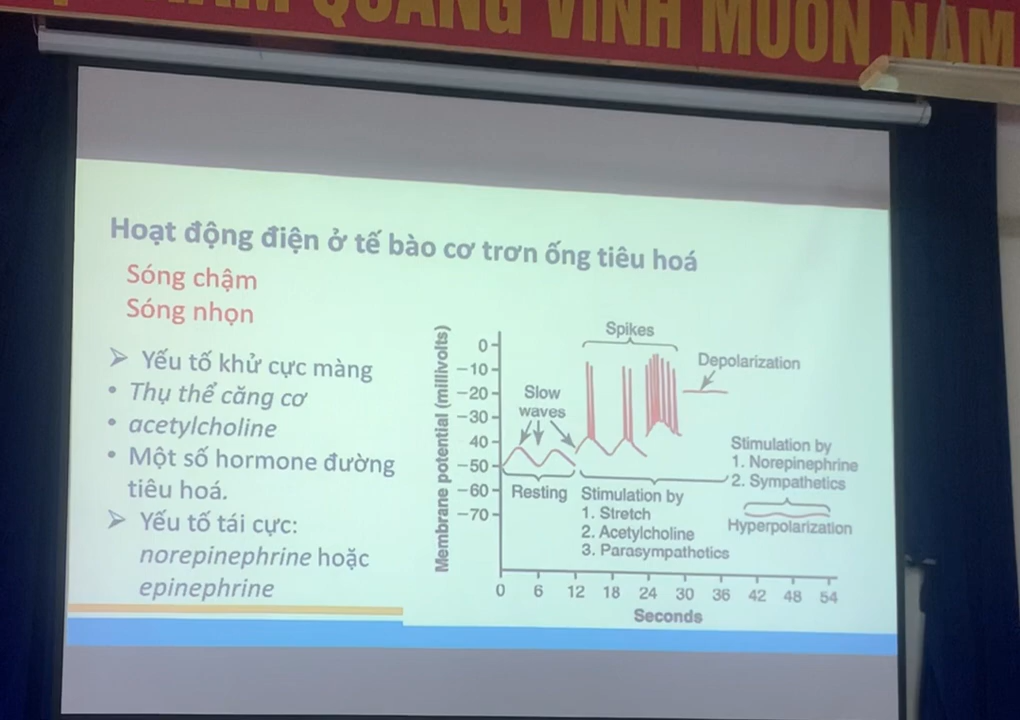 QUANG VINH MUÔN NĂM
Hoạt động điện ở tế bào cơ trơn ống tiêu hoá
Sóng chậm
Sóng nhọn
➢ Yếu tố khử cực màng
• Thụ thể căng cơ
• acetylcholine
• Một số hormone đường
tiêu hoá.
➢ Yếu tố tái cực:
norepinephrine hoặc
epinephrine
Membrane potential (millivolts)
0
−10
−20
−30
40
−50
−60
−70
Slow
waves
Spikes
Depolarization
Resting
Stimulation by
1. Stretch
2. Acetylcholine
3. Parasympathotics
Stimulation by
1. Norepinephrine
2. Sympathetics
Hyperpolarization
0 6 12 18 24 30 36 42 48 54
Seconds